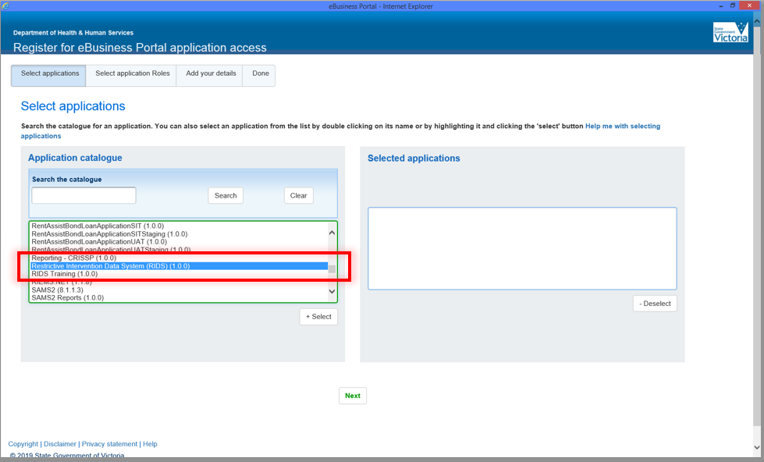 eBusiness Portal - Internet Explorer
Department of Health & Human Services
Register for eBusiness Portal application access
State Government
Victoria
Select applications
Select application Roles
Add your details
Done
Select applications
Search the catalogue for an application. You can also select an application from the list by double clicking on its name or by highlighting it and clicking the 'select' button Help me with selecting
applications
Application catalogue
Search the catalogue
Search
Clear
RentAssistBondLoanApplicationSIT (1.0.0)
RentAssistBondLoanApplicationSITStaging (1.0.0)
RentAssistBondLoanApplicationUAT (1.0.0)
RentAssistBondLoanApplicationUATStaging (1.0.0)
Reporting - CRISSP (1.0.0)
Restrictive Intervention Data System (RIDS) (1.0.0)
RIDS Training (1.0.0)
RiEMS.NET (1.1.8)
SAMS2 (8.1.1.3)
SAMS2 Reports (1.0.0)
+ Select
Selected applications
- Deselect
Next
Copyright | Disclaimer | Privacy statement | Help
© 2019 State Government of Victoria